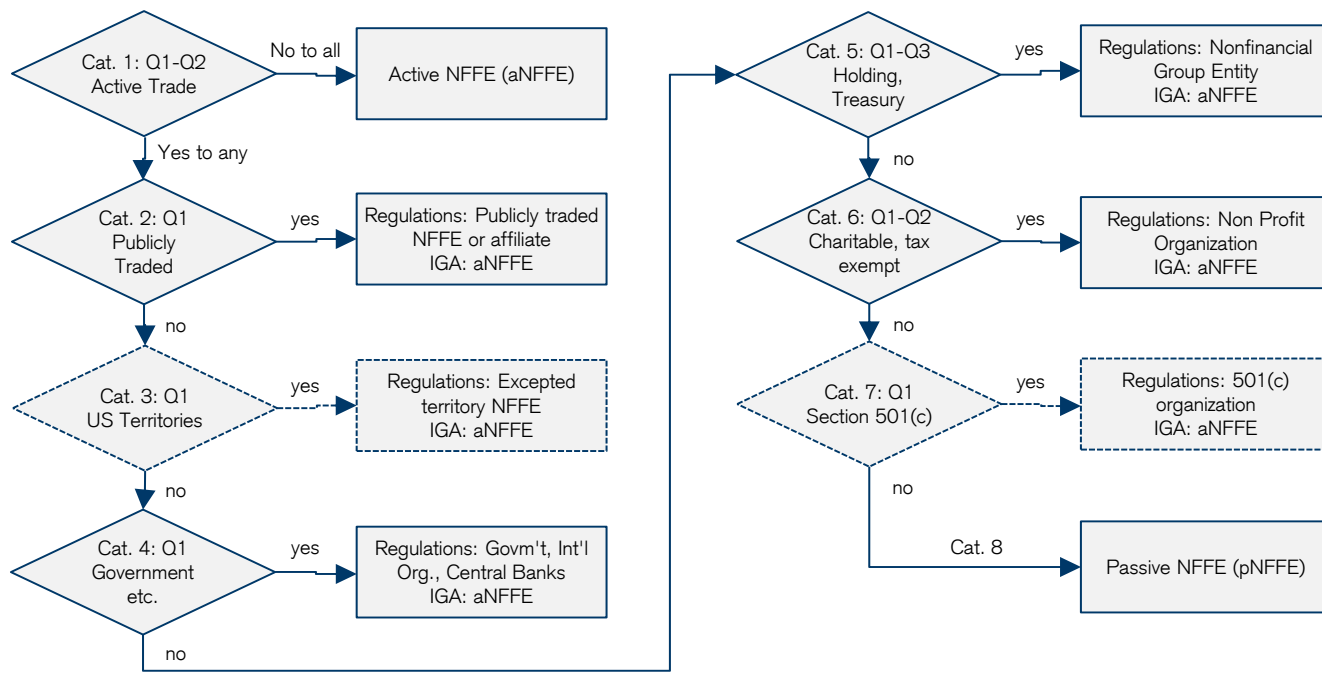 Cat. 1: Q1-Q2
Active Trade
No to all
Active NFFE (aNFFE)
Yes to any
Cat. 2: Q1
Publicly
Traded
yes
Regulations: Publicly traded
NFFE or affiliate
IGA: aNFFE
no
Cat. 3: Q1
US Territories
yes
Regulations: Excepted
territory NFFE
IGA: aNFFE
no
Cat. 4: Q1
Government
etc.
yes
Regulations: Govm't, Int'l
Org., Central Banks
IGA: aNFFE
no
Cat. 5: Q1-Q3
Holding,
Treasury
yes
Regulations: Nonfinancial
Group Entity
IGA: aNFFE
no
Cat. 6: Q1-Q2
Charitable, tax
exempt
yes
Regulations: Non Profit
Organization
IGA: aNFFE
no
Cat. 7: Q1
Section 501(c)
yes
Regulations: 501(c)
organization
IGA: aNFFE
no
Cat. 8
Passive NFFE (pNFFE)